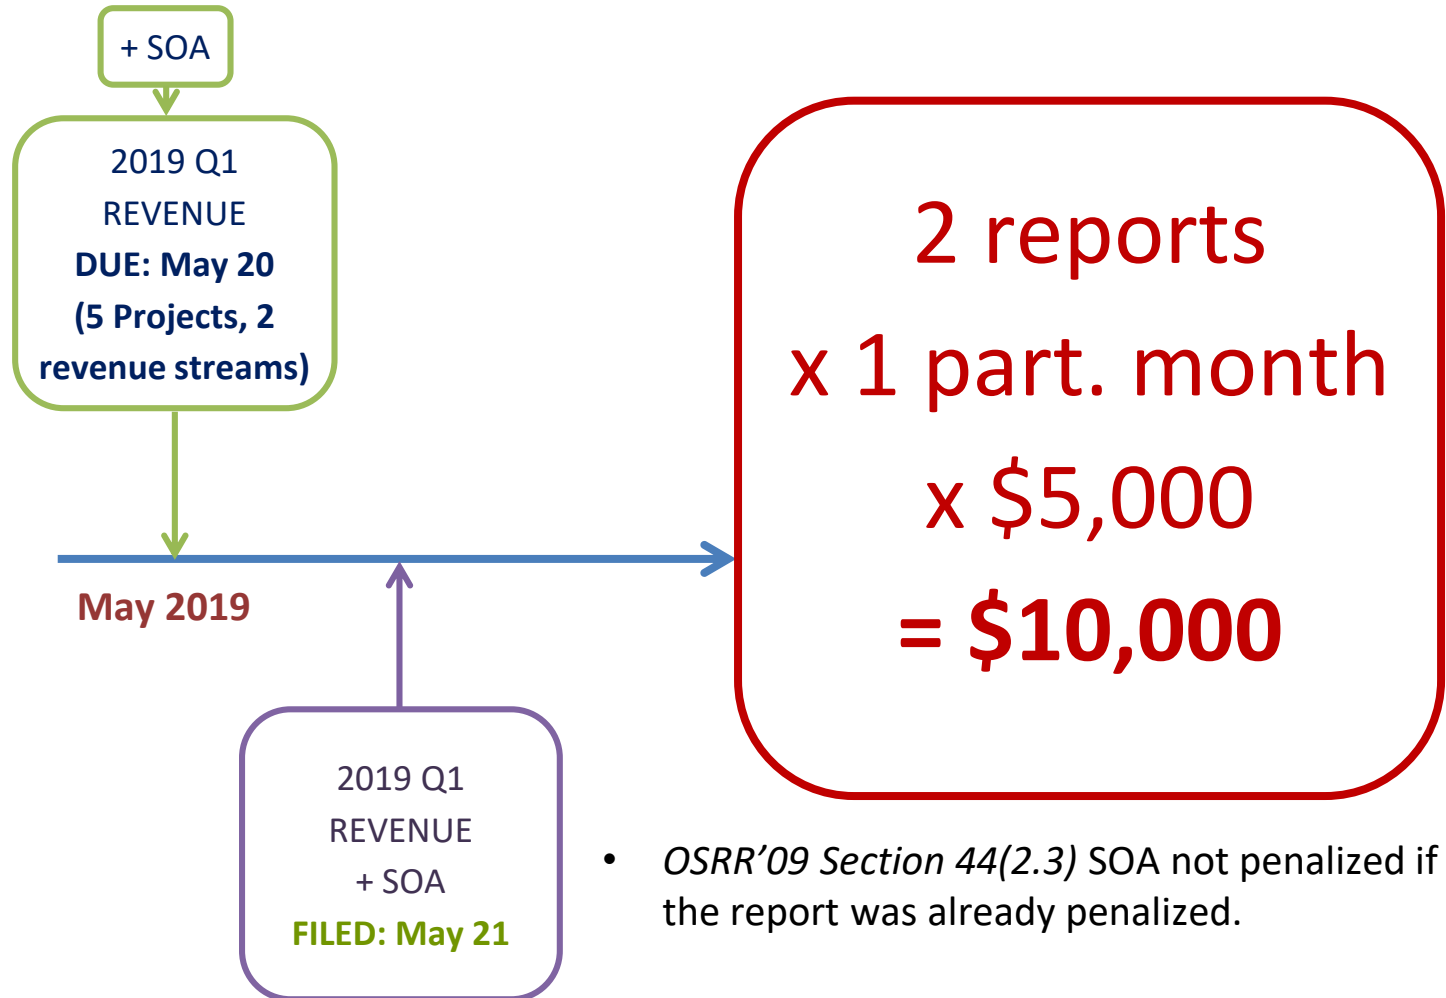 + SOA
2019 Q1
REVENUE
DUE: May 20
(5 Projects, 2
revenue streams)
2 reports
x 1 part. month
x $5,000
= $10,000
May 2019
2019 Q1
REVENUE
+ SOA
FILED: May 21
• OSRR’09 Section 44(2.3) SOA not penalized if
the report was already penalized.